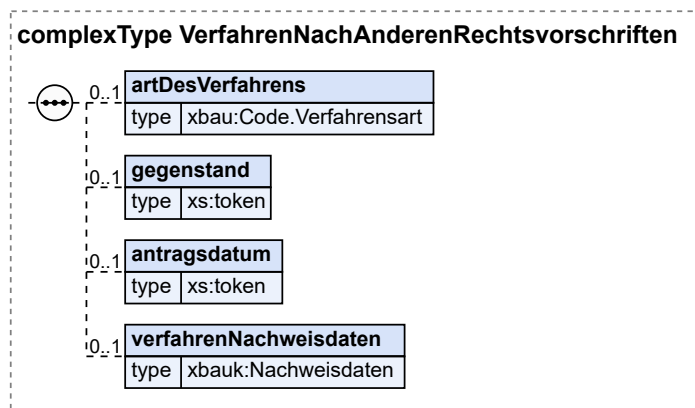 complexType VerfahrenNachAnderenRechtsvorschriften
0..1 artDesVerfahrens
type xbau:Code.Verfahrensart
0..1 gegenstand
type xs:token
0..1 antragsdatum
type xs:token
0..1 verfahrenNachweisdaten
type xbauk:Nachweisdaten